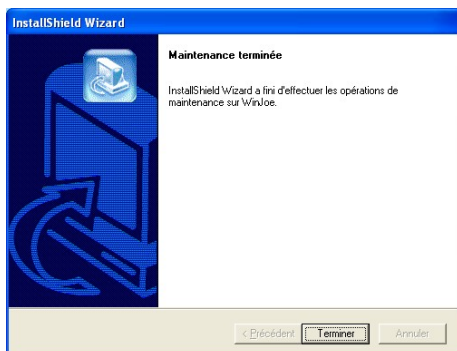 InstallShield Wizard
Maintenance terminée
InstallShield Wizard a fini d'effectuer les opérations de
maintenance sur WinJoe.
< Précédent
Terminer
Annuler